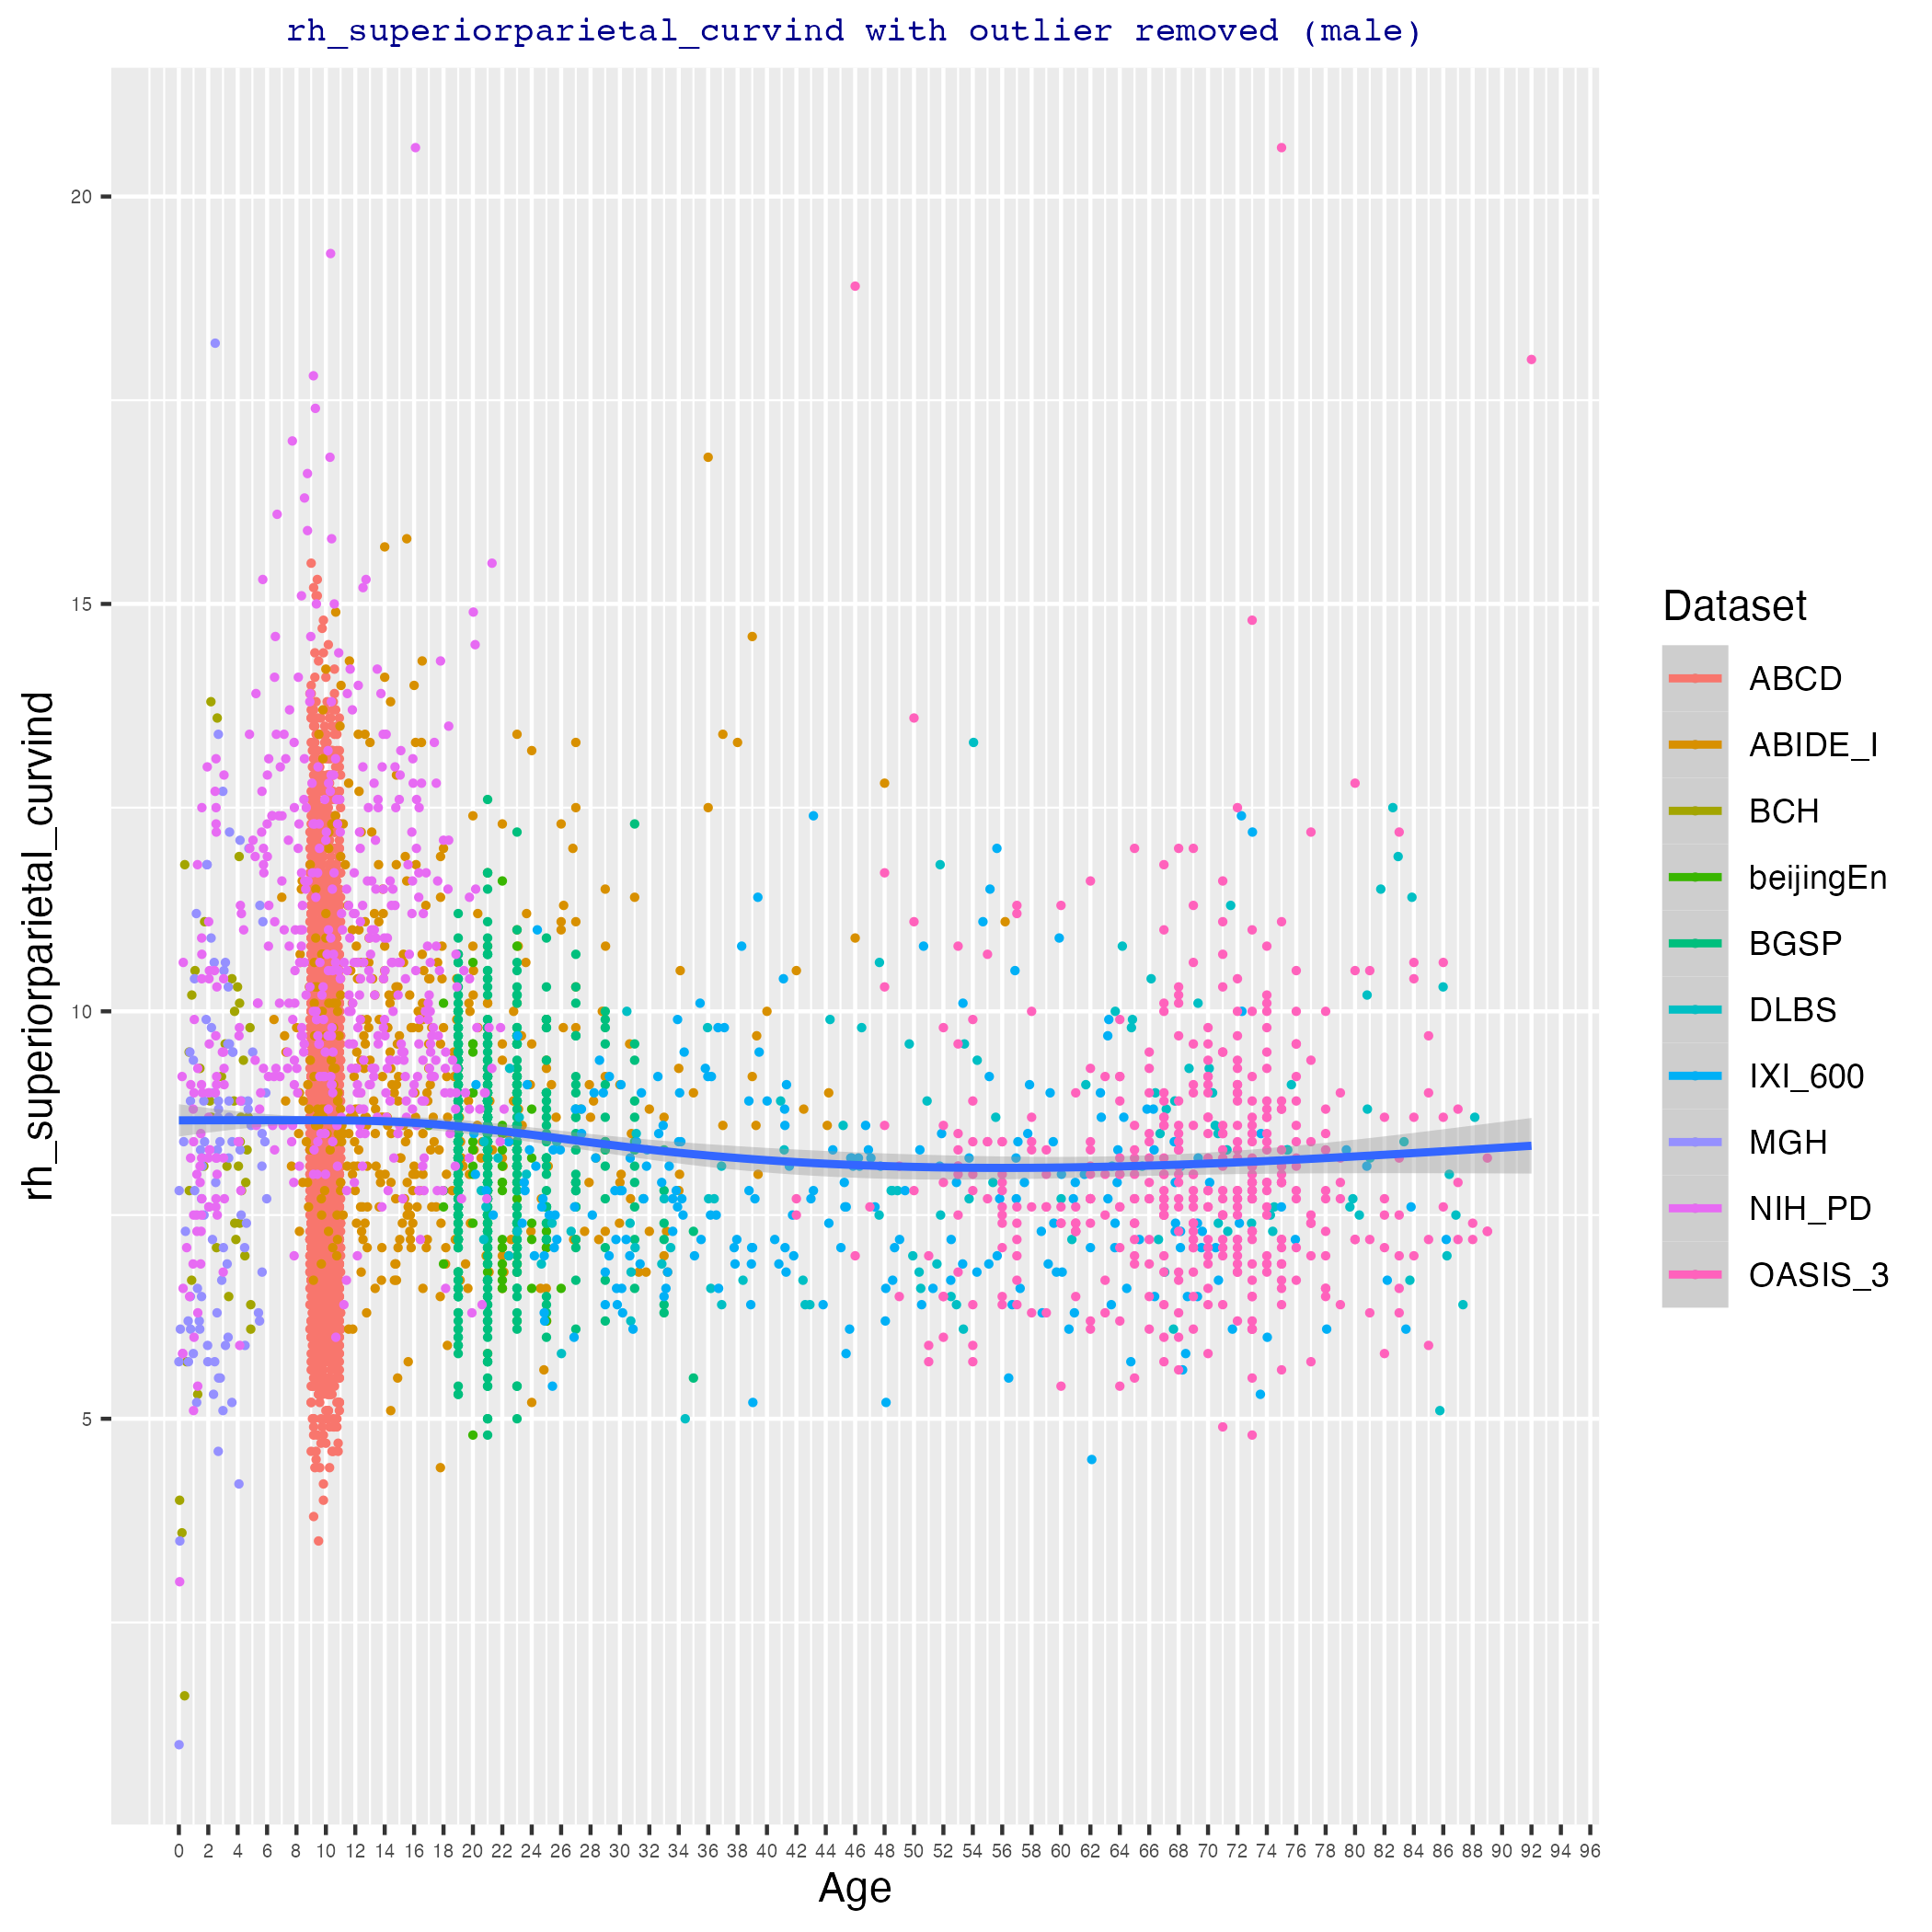 rh_superiorparietal_curvind with outlier removed (male)
rh_superiorparietal_curvind
20
15
10
5
0 2 4 6 8 10 12 14 16 18 20 22 24 26 28 30 32 34 36 38 40 42 44 46 48 50 52 54 56 58 60 62 64 66 68 70 72 74 76 78 80 82 84 86 88 90 92 94 96
Age
Dataset
ABCD
ABIDE_I
BCH
beijingEn
BGSP
DLBS
IXI_600
MGH
NIH_PD
OASIS_3